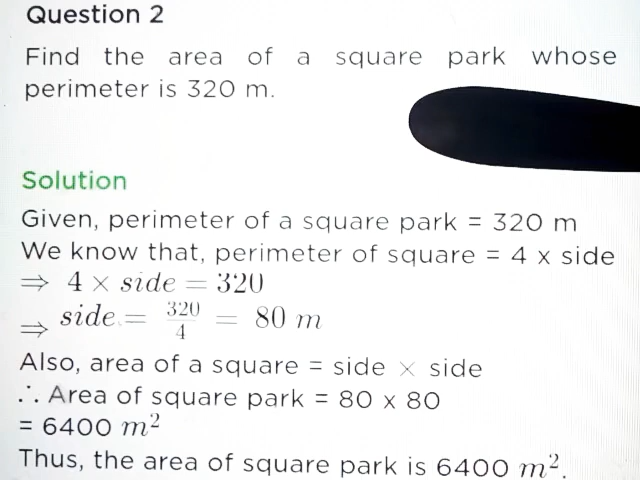 Question 2
Find the area of a square park whose
perimeter is 320 m.
Solution
Given, perimeter of a square park = 320 m
We know that, perimeter of square = 4 x side
⇒ 4 × side = 320
⇒ side = 320/4 = 80 m
Also, area of a square = side × side
∴ Area of square park = 80 x 80
= 6400 m²
Thus, the area of square park is 6400 m².